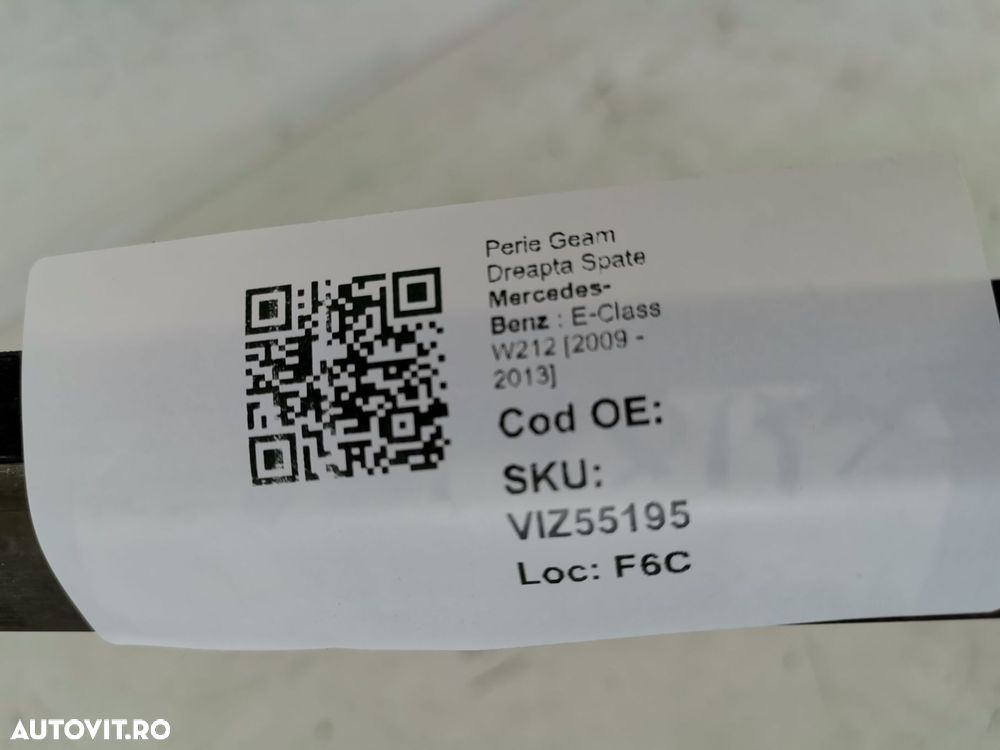 Perie Geam
Dreapta Spate
Mercedes-
Benz : E-Class
W212 [2009 -
2013]
Cod OE:
SKU:
VIZ55195
Loc: F6C
AUTOVIT.RO